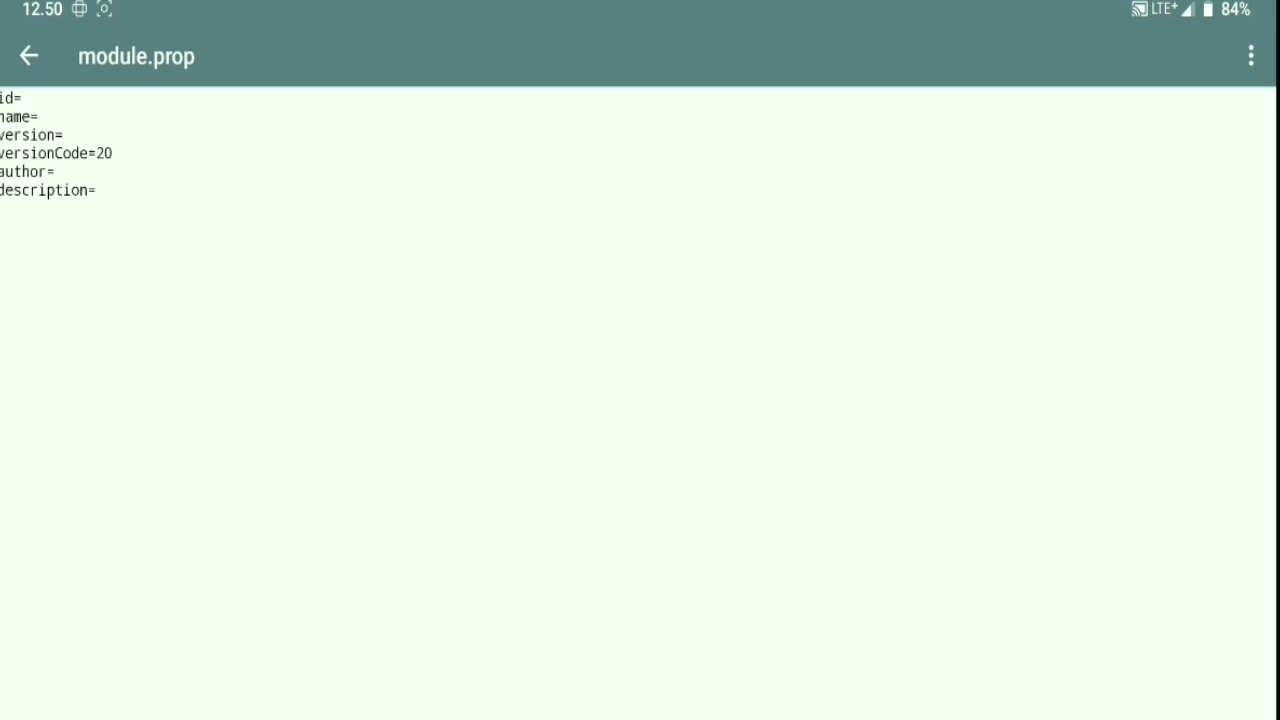 12.50 LTE+ 84%
module.prop
id=
name=
version=
versionCode=20
author=
description=